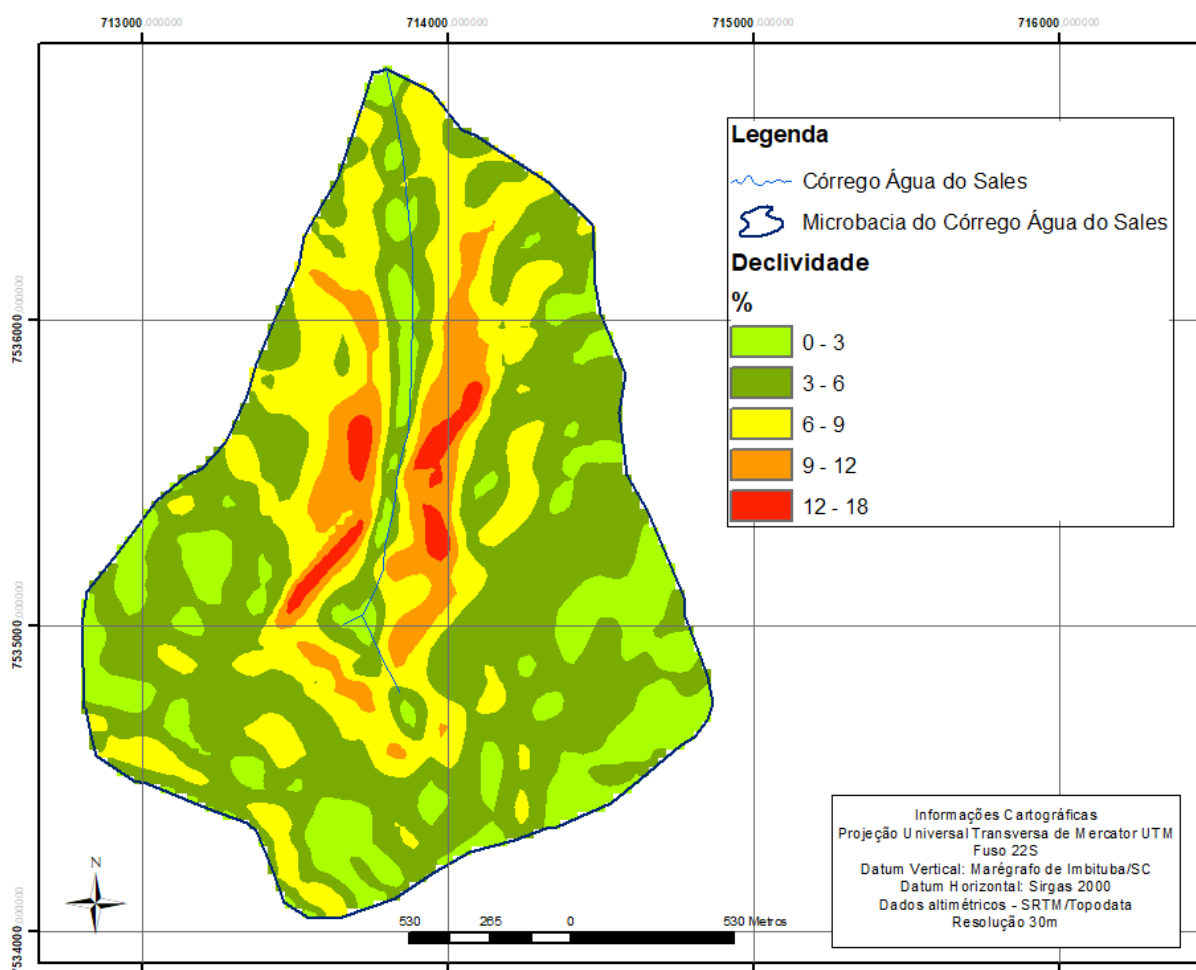 713000,000000 714000,000000 715000,000000 716000,000000
7536000,000000
7535000,000000
7534000,000000
Legenda
Córrego Água do Sales
Microbacia do Córrego Água do Sales
Declividade
%
0 - 3
3 - 6
6 - 9
9 - 12
12 - 18
N
530 265 0 530 Metros
Informações Cartográficas
Projeção Universal Transversa de Mercator UTM
Fuso 22S
Datum Vertical: Marégrafo de Imbituba/SC
Datum Horizontal: Sirgas 2000
Dados altimétricos - SRTM/Topodata
Resolução 30m